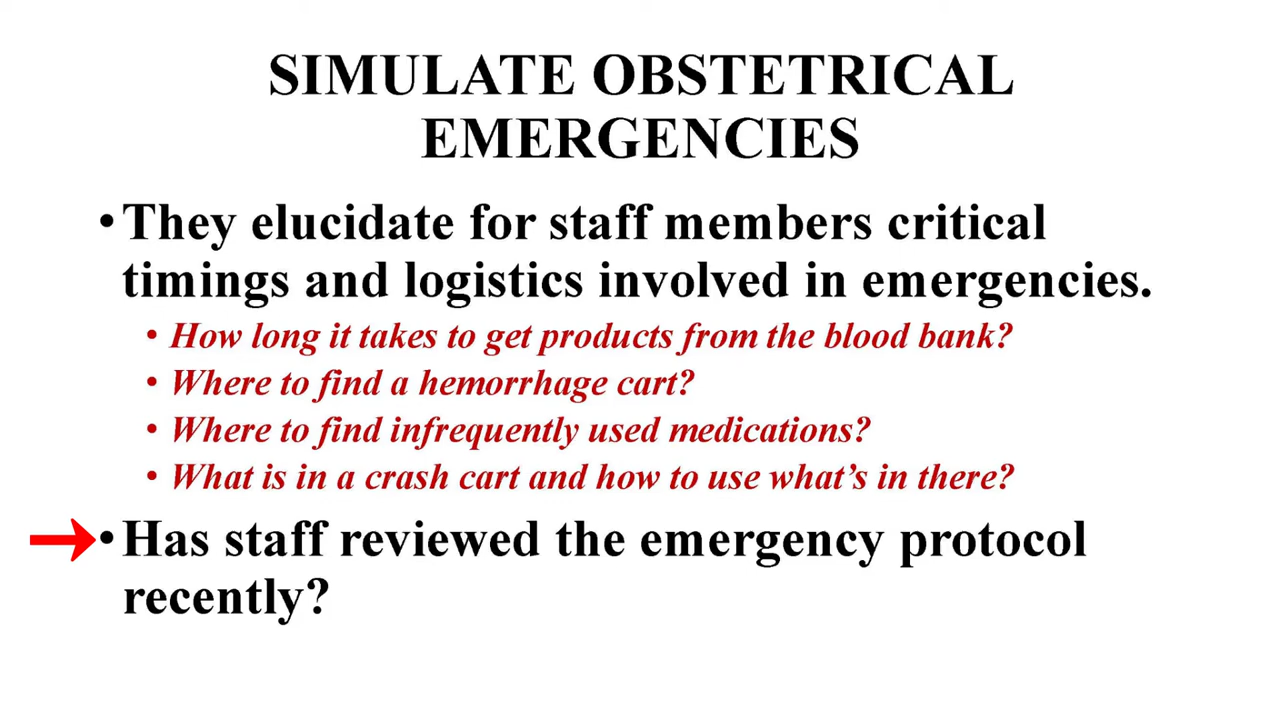 SIMULATE OBSTETRICAL
EMERGENCIES
•They elucidate for staff members critical
timings and logistics involved in emergencies.
• How long it takes to get products from the blood bank?
• Where to find a hemorrhage cart?
• Where to find infrequently used medications?
• What is in a crash cart and how to use what’s in there?
•Has staff reviewed the emergency protocol
recently?